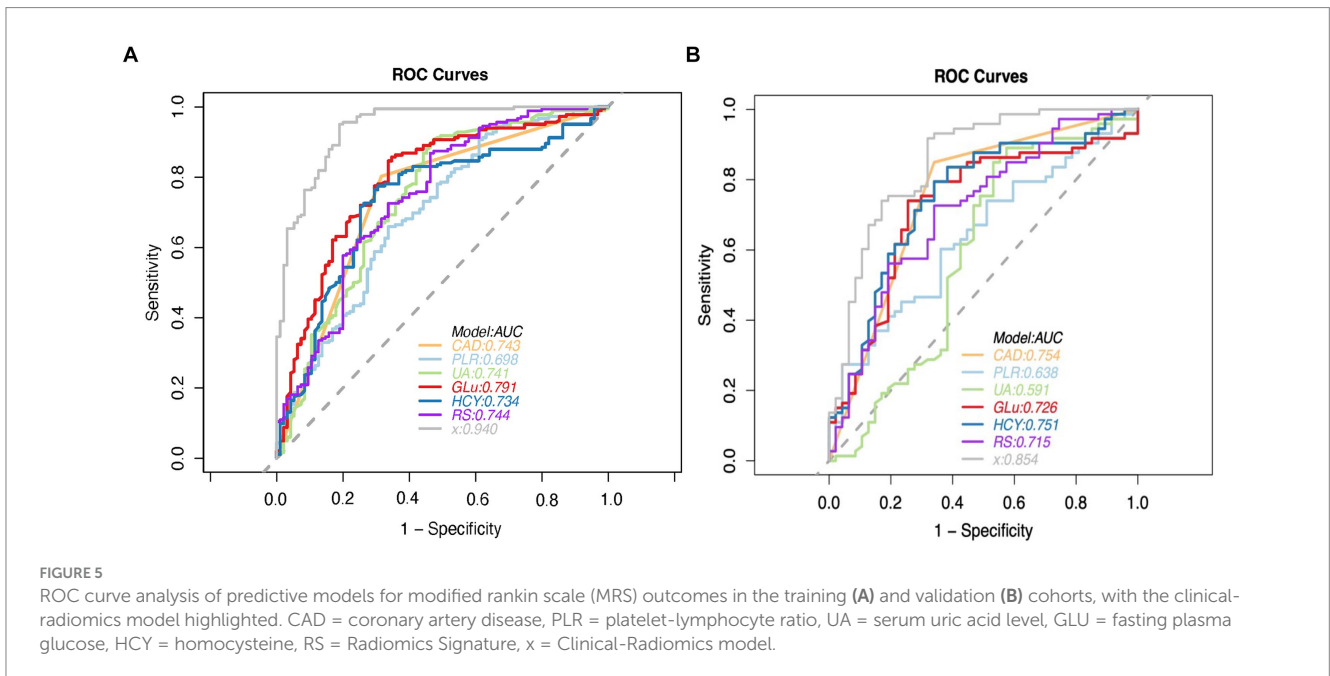 A
ROC Curves
Sensitivity
1.0
0.8
0.6
0.4
0.2
0.0
Model:AUC
CAD:0.743
PLR:0.698
UA:0.741
GLu:0.791
HCY:0.734
RS:0.744
x:0.940
0.0 0.2 0.4 0.6 0.8 1.0
1 – Specificity
B
ROC Curves
Sensitivity
1.0
0.8
0.6
0.4
0.2
0.0
Model:AUC
CAD:0.754
PLR:0.638
UA:0.591
GLu:0.726
HCY:0.751
RS:0.715
x:0.854
0.0 0.2 0.4 0.6 0.8 1.0
1 – Specificity
FIGURE 5
ROC curve analysis of predictive models for modified rankin scale (MRS) outcomes in the training (A) and validation (B) cohorts, with the clinical-
radiomics model highlighted. CAD = coronary artery disease, PLR = platelet-lymphocyte ratio, UA = serum uric acid level, GLU = fasting plasma
glucose, HCY = homocysteine, RS = Radiomics Signature, x = Clinical-Radiomics model.